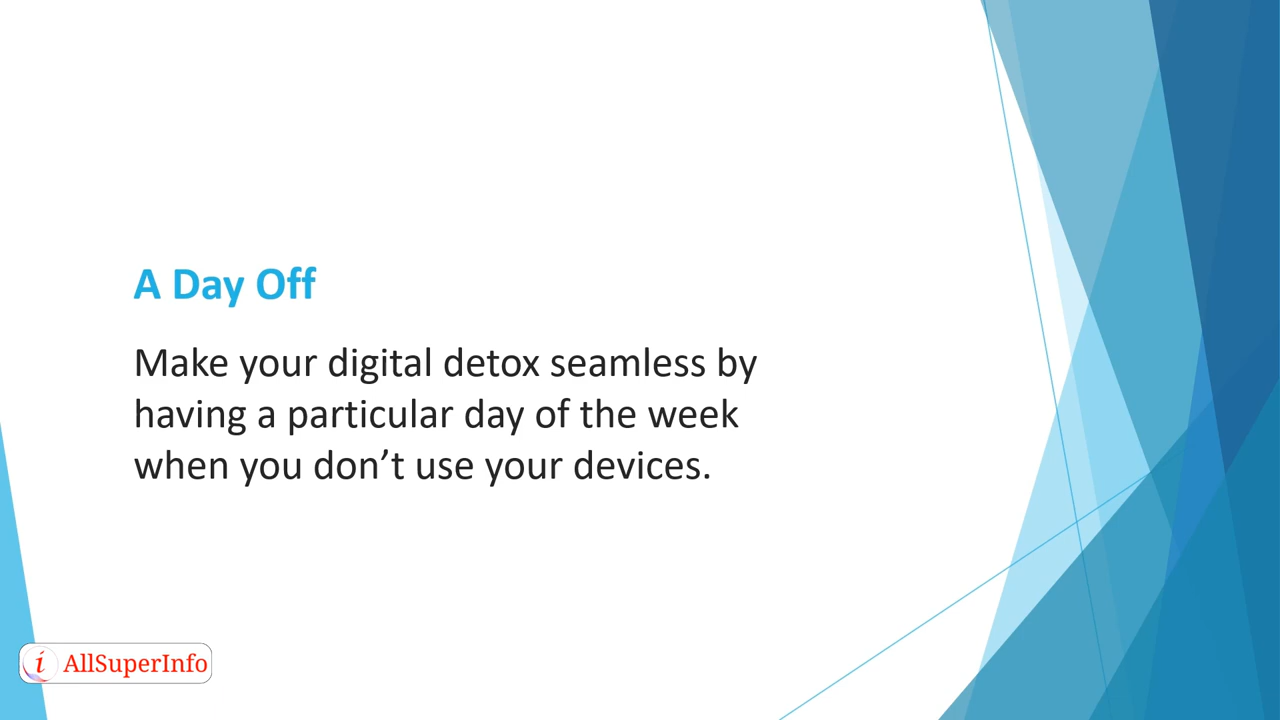 A Day Off
Make your digital detox seamless by
having a particular day of the week
when you don’t use your devices.
i AllSuperInfo